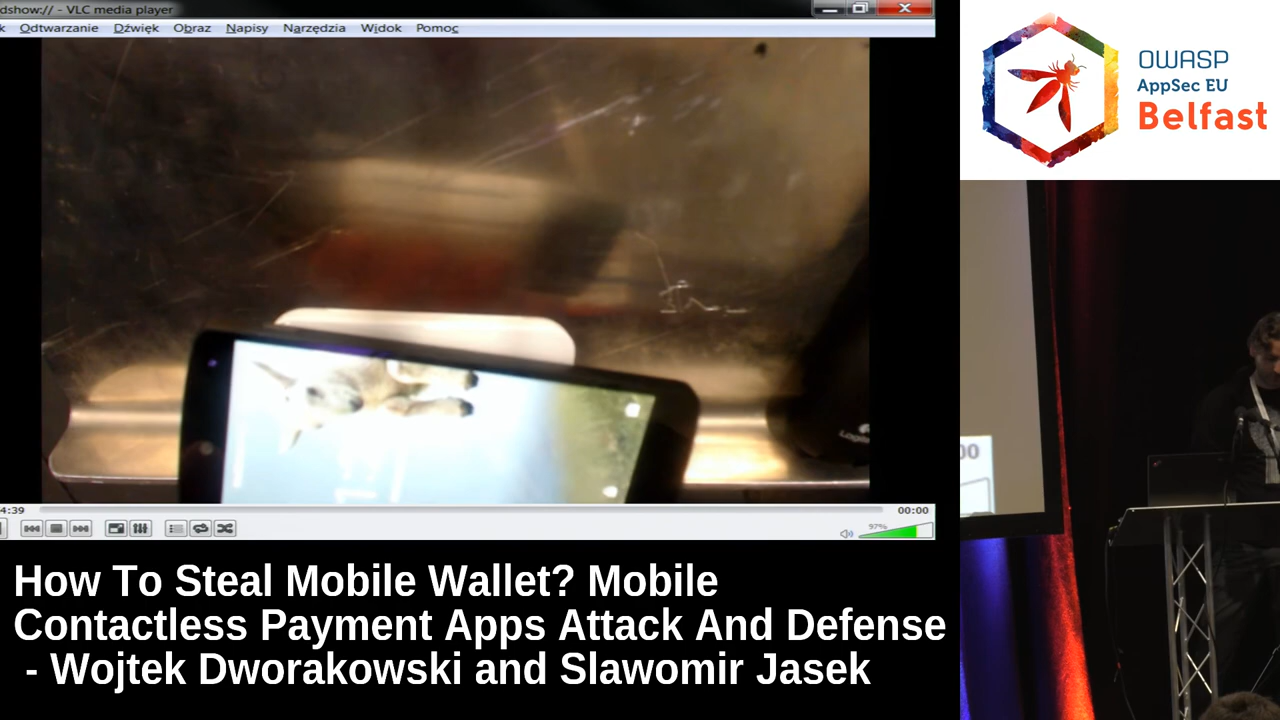 dshow:// - VLC media player
k Odtwarzanie Dźwięk Obraz Napisy Narzędzia Widok Pomoc
4:39 00:00
97%
OWASP
AppSec EU
Belfast
00
How To Steal Mobile Wallet? Mobile
Contactless Payment Apps Attack And Defense
- Wojtek Dworakowski and Slawomir Jasek